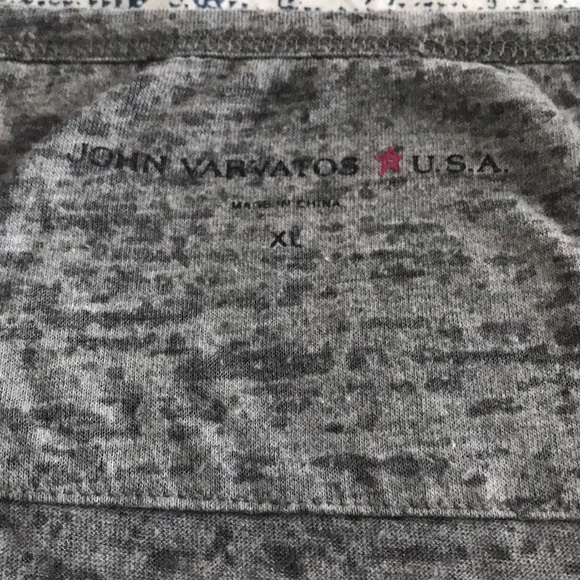 JOHN VARVATOS ★ U.S.A.
MADE IN CHINA
XL